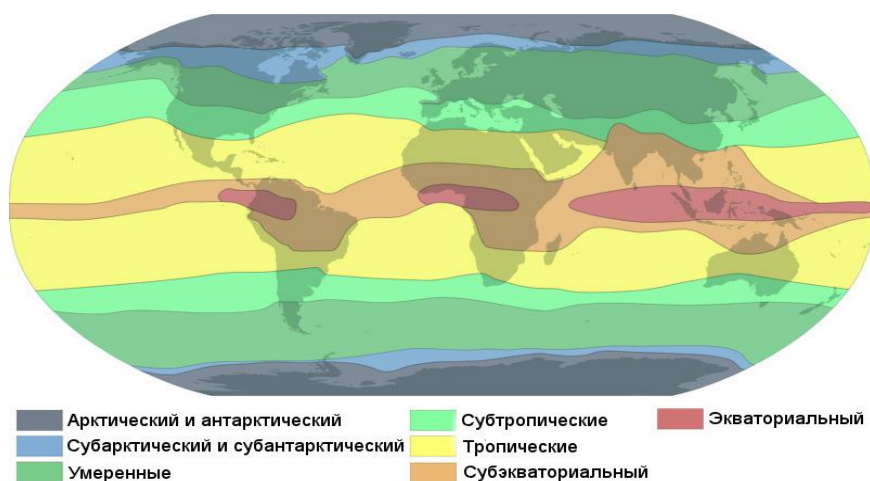 Арктический и антарктический
Субарктический и субантарктический
Умеренные
Субтропические
Тропические
Субэкваториальный
Экваториальный